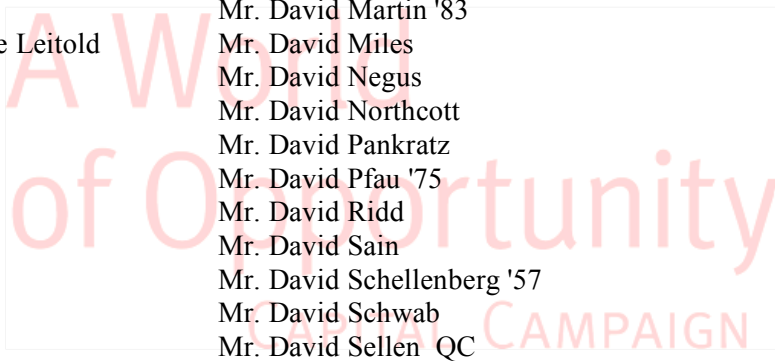 Mr. David Martin '83
e Leitold
Mr. David Miles
Mr. David Negus
Mr. David Northcott
Mr. David Pankratz
Mr. David Pfau '75
Mr. David Ridd
Mr. David Sain
Mr. David Schellenberg '57
Mr. David Schwab
Mr. David Sellen QC
A World
of Opportunity
CAPITAL CAMPAIGN